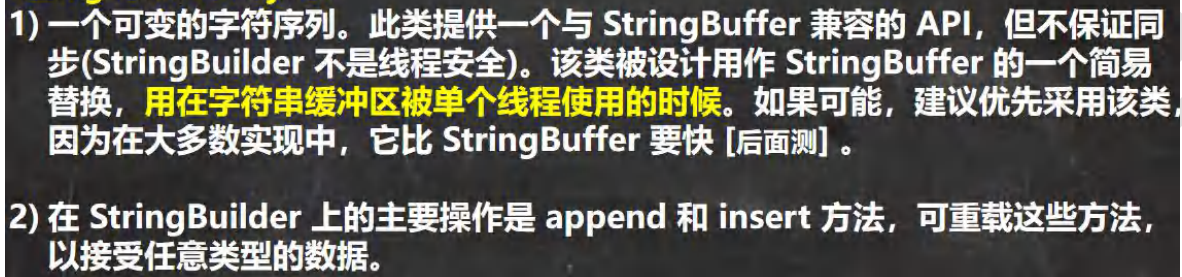 1) 一个可变的字符序列。此类提供一个与 StringBuffer 兼容的 API，但不保证同
步(StringBuilder 不是线程安全)。该类被设计用作 StringBuffer 的一个简易
替换，用在字符串缓冲区被单个线程使用的时候。如果可能，建议优先采用该类，
因为在大多数实现中，它比 StringBuffer 要快 [后面测] 。
2) 在 StringBuilder 上的主要操作是 append 和 insert 方法，可重载这些方法，
以接受任意类型的数据。